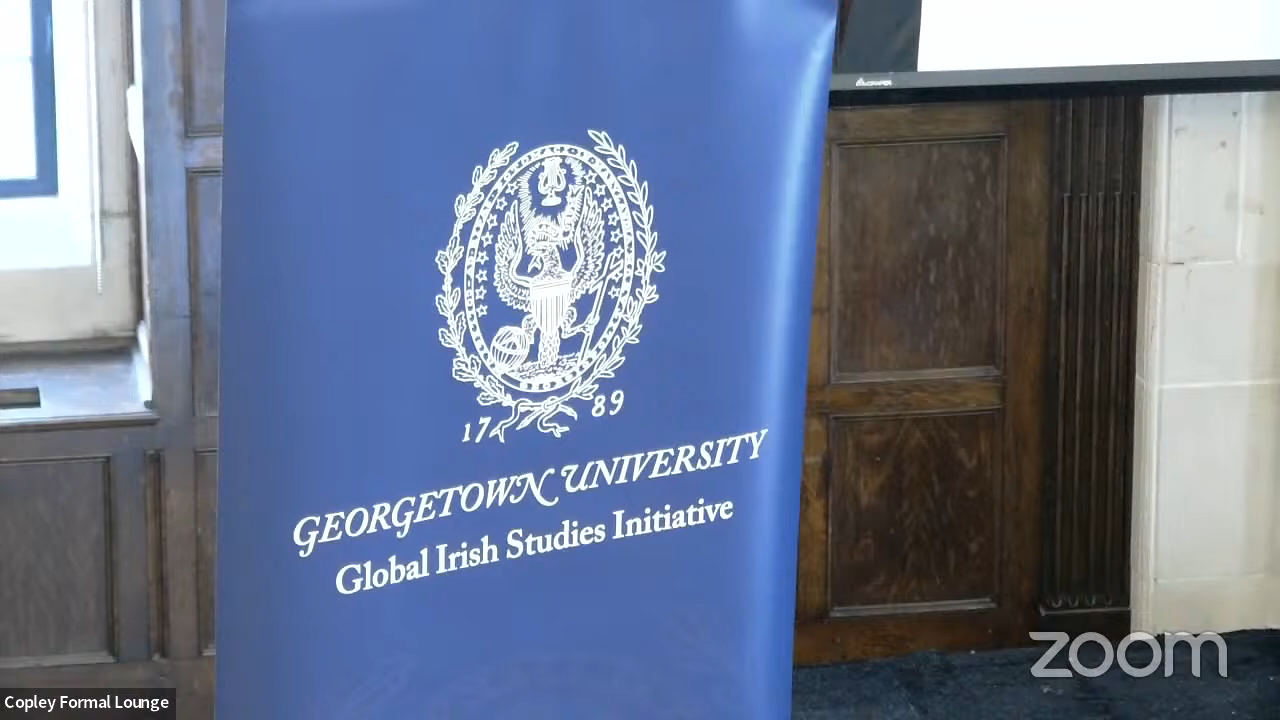 17 89
GEORGETOWN UNIVERSITY
Global Irish Studies Initiative
zoom
Copley Formal Lounge